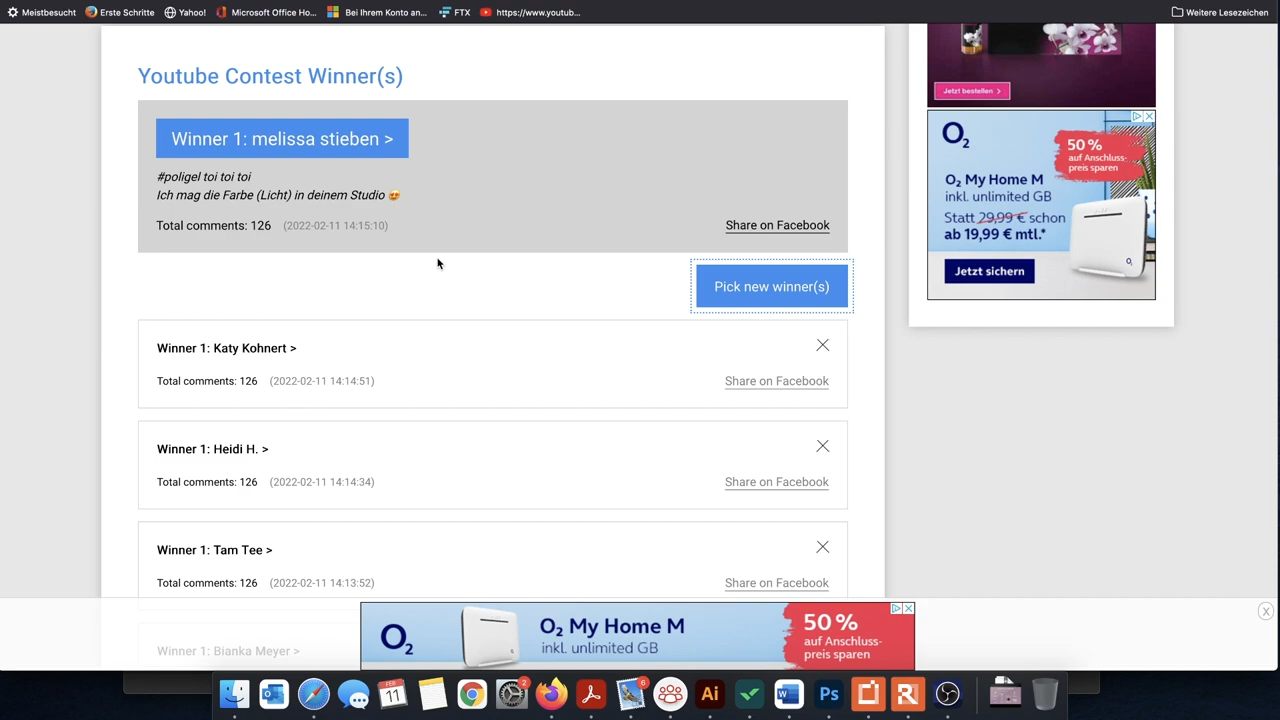 Meistbesucht Erste Schritte Yahoo! Microsoft Office Ho... Bei Ihrem Konto an... FTX https://www.youtub... Weitere Lesezeichen
Youtube Contest Winner(s)
Winner 1: melissa stieben >
#poligel toi toi toi
Ich mag die Farbe (Licht) in deinem Studio 😍
Total comments: 126 (2022-02-11 14:15:10) Share on Facebook
Pick new winner(s)
Winner 1: Katy Kohnert >
Total comments: 126 (2022-02-11 14:14:51) Share on Facebook
Winner 1: Heidi H. >
Total comments: 126 (2022-02-11 14:14:34) Share on Facebook
Winner 1: Tam Tee >
Total comments: 126 (2022-02-11 13:13:52) Share on Facebook
Winner 1: Bianka Meyer >
Jetzt bestellen >
O2
50 %
auf Anschluss-
preis sparen
O2 My Home M
inkl. unlimited GB
Statt 29,99 € schon
ab 19,99 € mtl.*
Jetzt sichern
O2
O2 My Home M
inkl. unlimited GB
50 %
auf Anschluss-
preis sparen
X
FEB
11
2
6
Ai
W
Ps
R